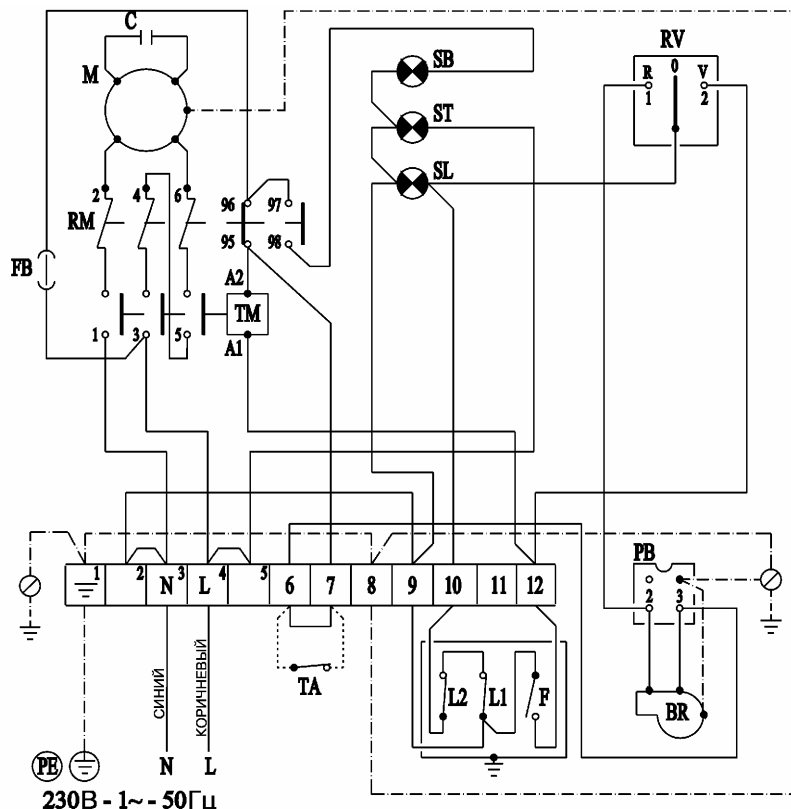 C
M
SB
ST
SL
RV
R 0 V
1 2
2 4 6
96 97
RM
95 98
FB
A2
TM
1 3 5
A1
1 2 3 4 5
N L 6 7 8 9 10 11 12
PB
2 3
TA
L2 L1 F
BR
СИНИЙ
КОРИЧНЕВЫЙ
PE
N L
230В - 1~ - 50Гц